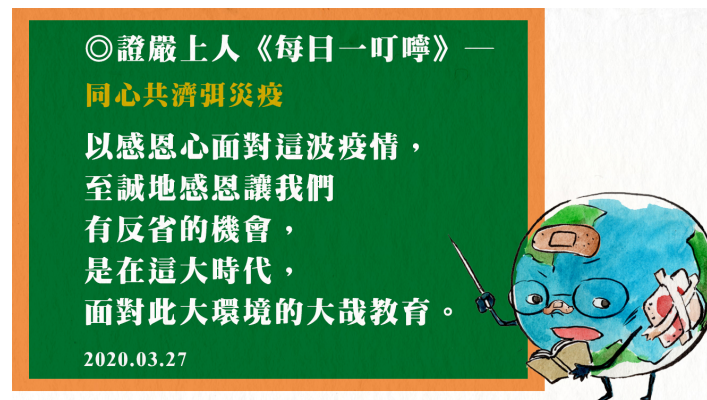 ◎證嚴上人《每日一叮嚀》—
同心共濟弭災疫
以感恩心面對這波疫情，
至誠地感恩讓我們
有反省的機會，
是在這大時代，
面對此大環境的大哉教育。
2020.03.27